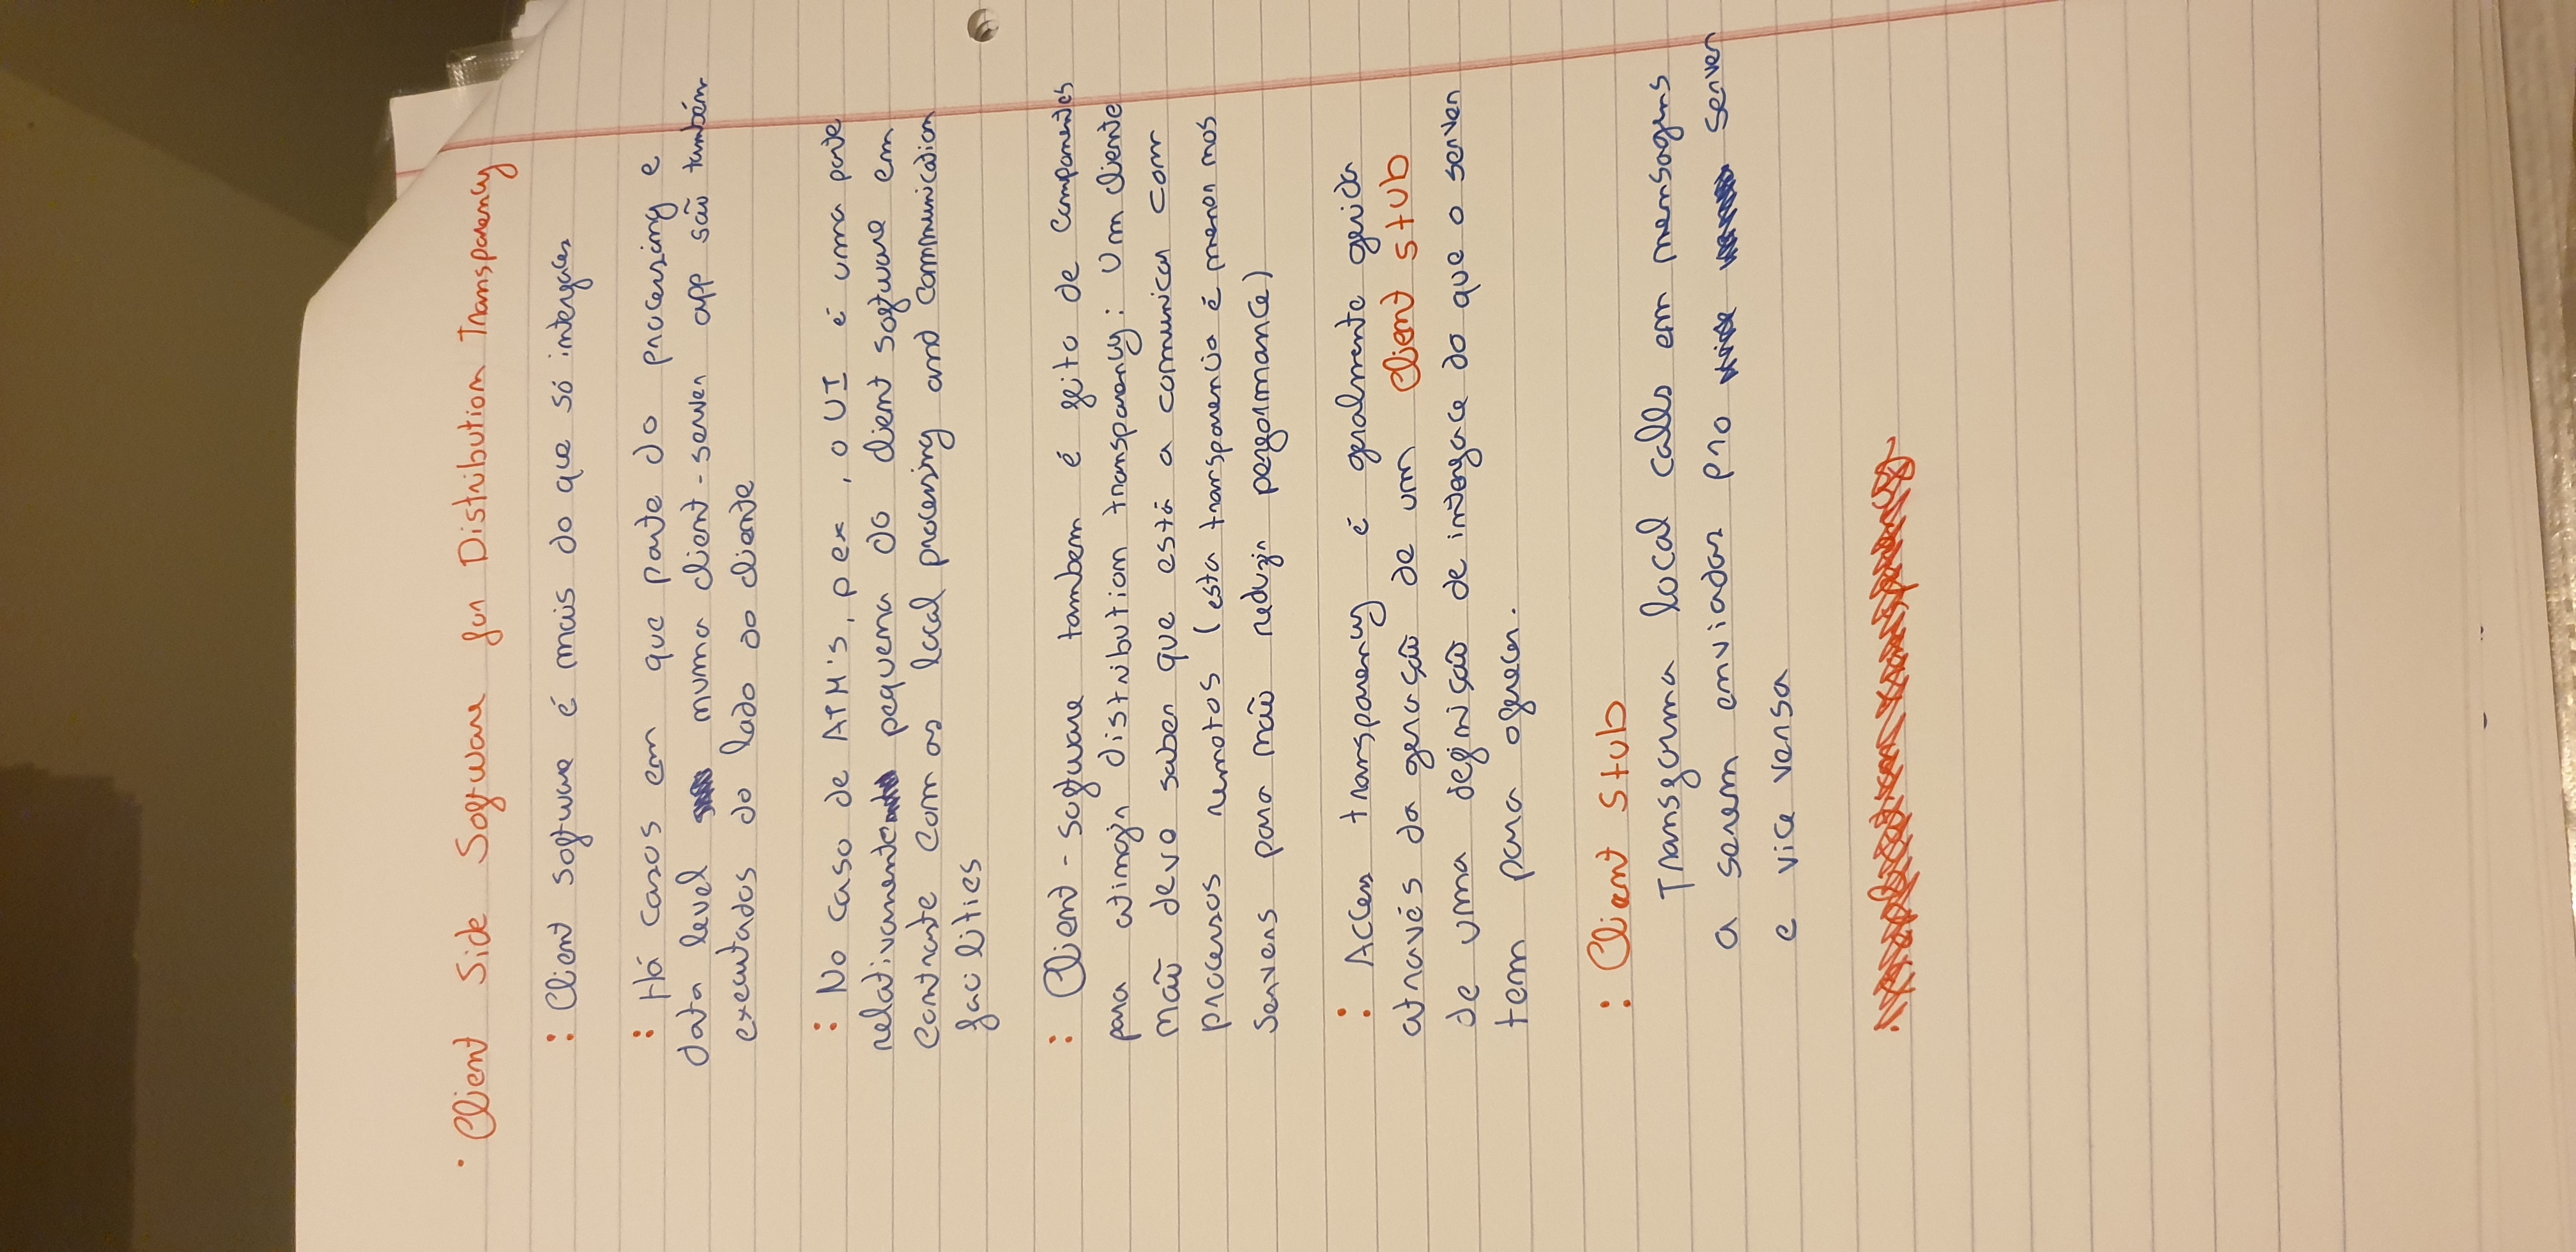 · Client Side Software for Distribution Transparency
: Client software é mais do que só interfaces
: Há casos em que parte do processing e
data level numa client-server app são também
executados do lado do cliente
: No caso de ATM's, p ex, o UI é uma parte
relativamente pequena do client software em
contraste com as local processing and communication
facilities
: Client-software tambem é feito de componentes
para atingir distribution transparency: Um cliente
não deve saber que está a comunicar com
processos remotos (esta transparencia é menor nos
servers para não reduzir performance)
: Access transparency é geralmente gerida
através da geração de um Client stub
de uma definição de interface do que o server
tem para oferecer.
: Client stub
Transforma local calls em mensagens
a serem enviadas pro server
e vice versa